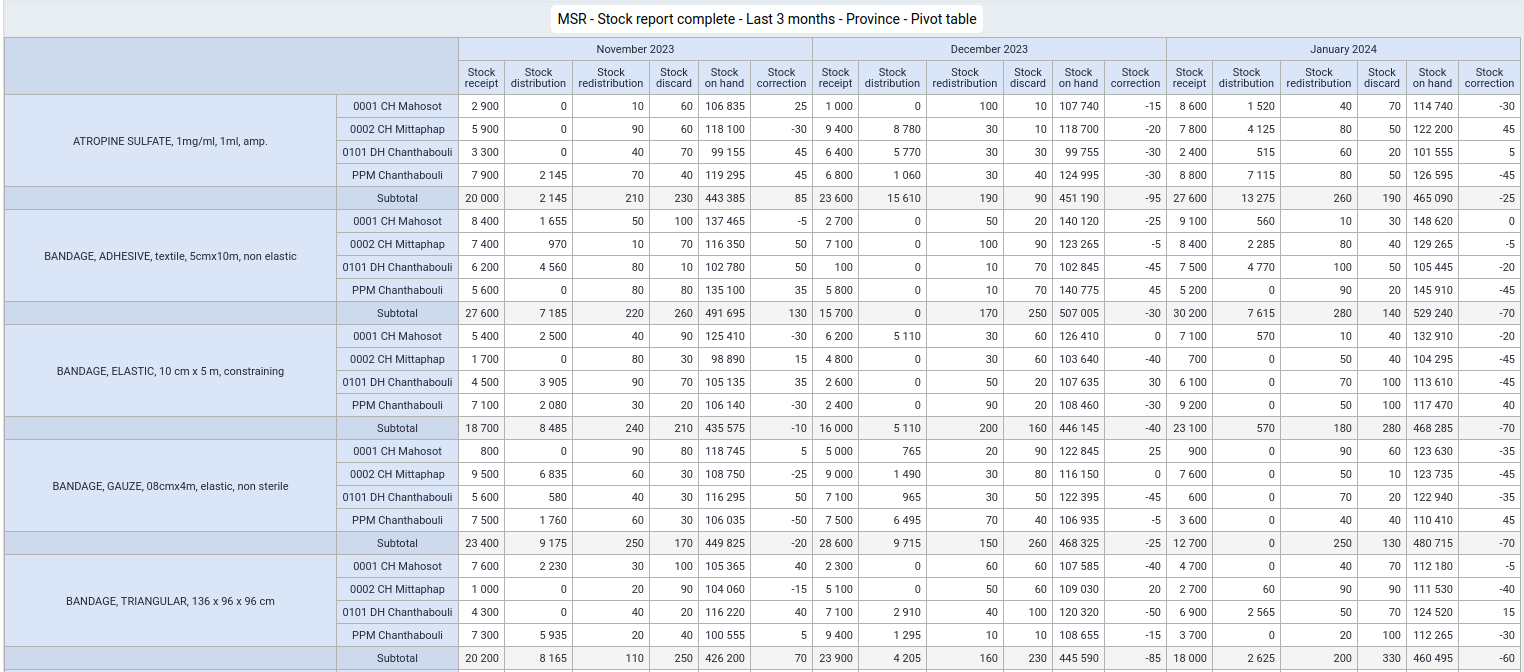 MSR - Stock report complete - Last 3 months - Province - Pivot table
November 2023 December 2023 January 2024
Stock receipt Stock distribution Stock redistribution Stock discard Stock on hand Stock correction Stock receipt Stock distribution Stock redistribution Stock discard Stock on hand Stock correction Stock receipt Stock distribution Stock redistribution Stock discard Stock on hand Stock correction
ATROPINE SULFATE, 1mg/ml, 1ml, amp.
0001 CH Mahosot 2 900 0 10 60 106 835 25 1 000 0 100 10 107 740 -15 8 600 1 520 40 70 114 740 -30
0002 CH Mittaphap 5 900 0 90 60 118 100 -30 9 400 8 780 30 10 118 700 -20 7 800 4 125 80 50 122 200 45
0101 DH Chanthabouli 3 300 0 40 70 99 155 45 6 400 5 770 30 30 99 755 -30 2 400 515 60 20 101 555 5
PPM Chanthabouli 7 900 2 145 70 40 119 295 45 6 800 1 060 30 40 124 995 -30 8 800 7 115 80 50 126 595 -45
Subtotal 20 000 2 145 210 230 443 385 85 23 600 15 610 190 90 451 190 -95 27 600 13 275 260 190 465 090 -25
BANDAGE, ADHESIVE, textile, 5cmx10m, non elastic
0001 CH Mahosot 8 400 1 655 50 100 137 465 -5 2 700 0 50 20 140 120 -25 9 100 560 10 30 148 620 0
0002 CH Mittaphap 7 400 970 10 70 116 350 50 7 100 0 100 90 123 265 -5 8 400 2 285 80 40 129 265 -5
0101 DH Chanthabouli 6 200 4 560 80 10 102 780 50 100 0 10 70 102 845 -45 7 500 4 770 100 50 105 445 -20
PPM Chanthabouli 5 600 0 80 80 135 100 35 5 800 0 10 70 140 775 45 5 200 0 90 20 145 910 -45
Subtotal 27 600 7 185 220 260 491 695 130 15 700 0 170 250 507 005 -30 30 200 7 615 280 140 529 240 -70
BANDAGE, ELASTIC, 10 cm x 5 m, constraining
0001 CH Mahosot 5 400 2 500 40 90 125 410 -30 6 200 5 110 30 60 126 410 0 7 100 570 10 40 132 910 -20
0002 CH Mittaphap 1 700 0 80 30 98 890 15 4 800 0 30 60 103 640 -40 700 0 50 40 104 295 -45
0101 DH Chanthabouli 4 500 3 905 90 70 105 135 35 2 600 0 50 20 107 635 30 6 100 0 70 100 113 610 -45
PPM Chanthabouli 7 100 2 080 30 20 106 140 -30 2 400 0 90 20 108 460 -30 9 200 0 50 100 117 470 40
Subtotal 18 700 8 485 240 210 435 575 -10 16 000 5 110 200 160 446 145 -40 23 100 570 180 280 468 285 -70
BANDAGE, GAUZE, 08cmx4m, elastic, non sterile
0001 CH Mahosot 800 0 90 80 118 745 5 5 000 765 20 90 122 845 25 900 0 90 60 123 630 -35
0002 CH Mittaphap 9 500 6 835 60 30 108 750 -25 9 000 1 490 30 80 116 150 0 7 600 0 50 10 123 735 -45
0101 DH Chanthabouli 5 600 580 40 30 116 295 50 7 100 965 30 50 122 395 -45 600 0 70 20 122 940 -35
PPM Chanthabouli 7 500 1 760 60 30 106 035 -50 7 500 6 495 70 40 106 935 -5 3 600 0 40 40 110 410 45
Subtotal 23 400 9 175 250 170 449 825 -20 28 600 9 715 150 260 468 325 -25 12 700 0 250 130 480 715 -70
BANDAGE, TRIANGULAR, 136 x 96 x 96 cm
0001 CH Mahosot 7 600 2 230 30 100 105 365 40 2 300 0 60 60 107 585 -40 4 700 0 40 70 112 180 -5
0002 CH Mittaphap 1 000 0 20 90 104 060 -15 5 100 0 50 60 109 030 20 2 700 60 90 90 111 530 -40
0101 DH Chanthabouli 4 300 0 40 20 116 220 40 7 100 2 910 40 100 120 320 -50 6 900 2 565 50 70 124 520 15
PPM Chanthabouli 7 300 5 935 20 40 100 555 5 9 400 1 295 10 10 108 655 -15 3 700 0 20 100 112 265 -30
Subtotal 20 200 8 165 110 250 426 200 70 23 900 4 205 160 230 445 590 -85 18 000 2 625 200 330 460 495 -60